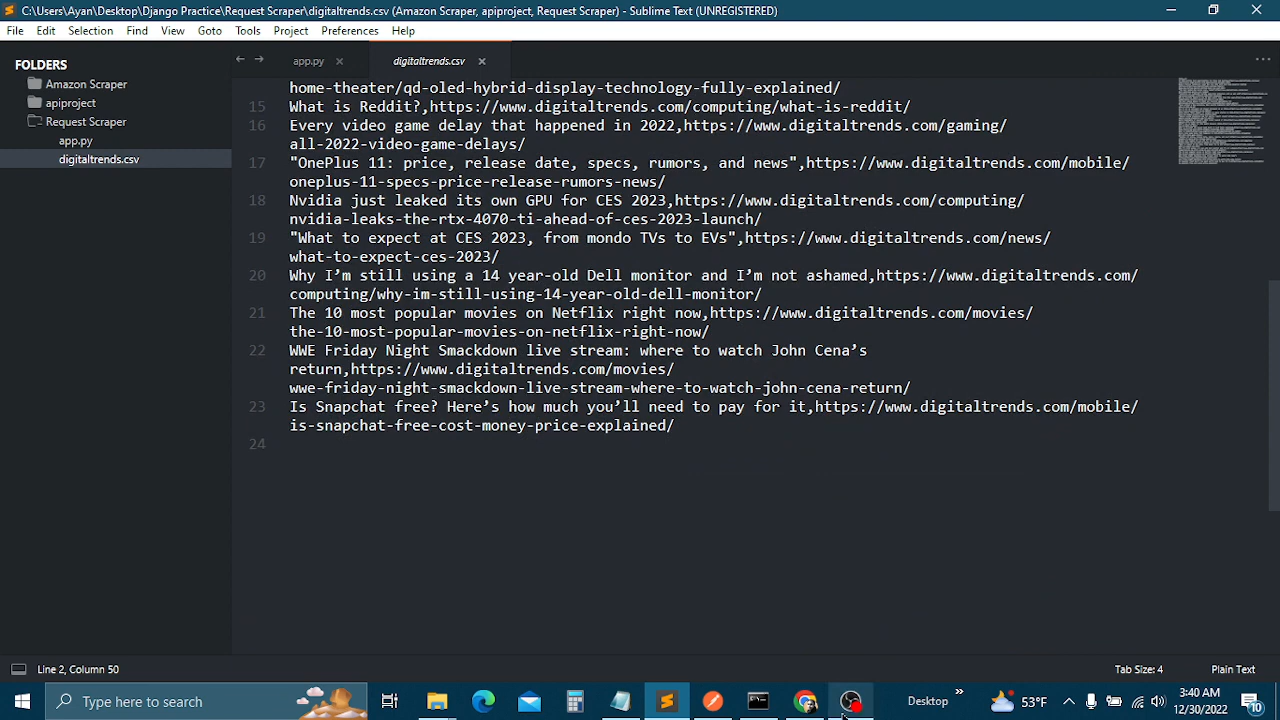 C:\Users\Ayan\Desktop\Django Practice\Request Scraper\digitaltrends.csv (Amazon Scraper, apiproject, Request Scraper) - Sublime Text (UNREGISTERED)
File Edit Selection Find View Goto Tools Project Preferences Help
FOLDERS
Amazon Scraper
apiproject
Request Scraper
app.py
digitaltrends.csv
app.py
digitaltrends.csv
home-theater/qd-oled-hybrid-display-technology-fully-explained/
15 What is Reddit?,https://www.digitaltrends.com/computing/what-is-reddit/
16 Every video game delay that happened in 2022,https://www.digitaltrends.com/gaming/
all-2022-video-game-delays/
17 "OnePlus 11: price, release date, specs, rumors, and news",https://www.digitaltrends.com/mobile/
oneplus-11-specs-price-release-rumors-news/
18 Nvidia just leaked its own GPU for CES 2023,https://www.digitaltrends.com/computing/
nvidia-leaks-the-rtx-4070-ti-ahead-of-ces-2023-launch/
19 "What to expect at CES 2023, from mondo TVs to EVs",https://www.digitaltrends.com/news/
what-to-expect-ces-2023/
20 Why I’m still using a 14 year-old Dell monitor and I’m not ashamed,https://www.digitaltrends.com/
computing/why-im-still-using-14-year-old-dell-monitor/
21 The 10 most popular movies on Netflix right now,https://www.digitaltrends.com/movies/
the-10-most-popular-movies-on-netflix-right-now/
22 WWE Friday Night Smackdown live stream: where to watch John Cena’s
return,https://www.digitaltrends.com/movies/
wwe-friday-night-smackdown-live-stream-where-to-watch-john-cena-return/
23 Is Snapchat free? Here’s how much you’ll need to pay for it,https://www.digitaltrends.com/mobile/
is-snapchat-free-cost-money-price-explained/
24
Line 2, Column 50
Tab Size: 4
Plain Text
Type here to search
Desktop
53°F
3:40 AM
12/30/2022
10